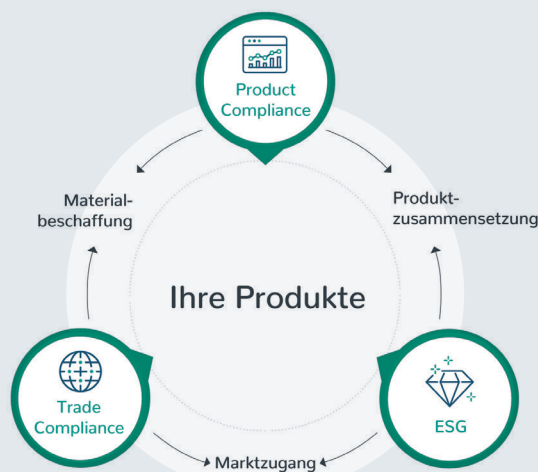 Product
Compliance
Material-
beschaffung
Produkt-
zusammensetzung
Ihre Produkte
Trade
Compliance
ESG
Marktzugang